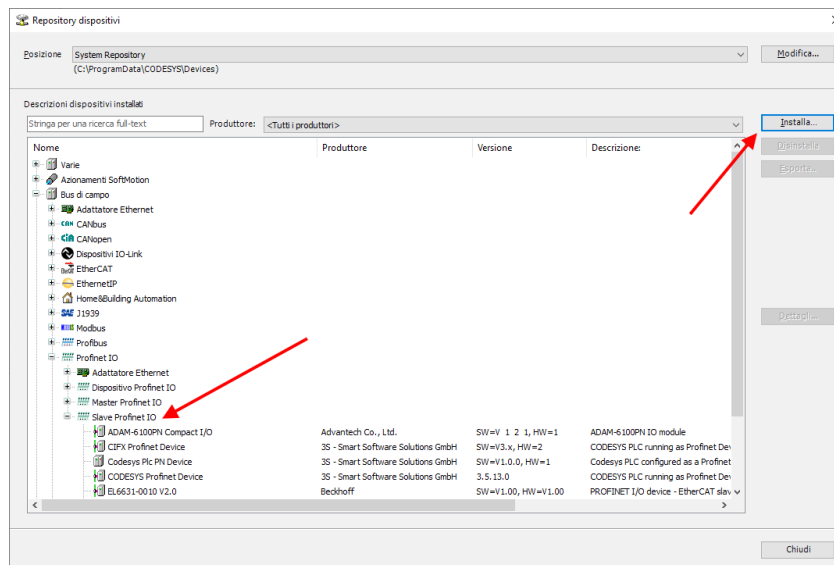 Repository dispositivi
Posizione System Repository Modifica...
(C:\ProgramData\CODESYS\Devices)
Descrizioni dispositivi installati
Stringa per una ricerca full-text Produttore: <Tutti i produttori> Installa...
Nome Produttore Versione Descrizione: Disinstalla
Varie
Azionamenti SoftMotion Esporta...
Bus di campo
Adattatore Ethernet
CAN CANbus
CiA CANopen
Dispositivi IO-Link
EtherCAT
EthernetIP
Home&Building Automation
SAE J1939
Dettagli...
Modbus
Profibus
Profinet IO
Adattatore Ethernet
Dispositivo Profinet IO
Master Profinet IO
Slave Profinet IO
ADAM-6100PN Compact I/O Advantech Co., Ltd. SW=V 1 2 1, HW=1 ADAM-6100PN IO module
CIFX Profinet Device 3S - Smart Software Solutions GmbH SW=V3.x, HW=2 CODESYS PLC running as Profinet De
Codesys Plc PN Device 3S - Smart Software Solutions GmbH SW=V1.0.0, HW=1 Codesys PLC configured as a Profinet
CODESYS Profinet Device 3S - Smart Software Solutions GmbH 3.5.13.0 CODESYS PLC running as Profinet De
EL6631-0010 V2.0 Beckhoff SW=V1.00, HW=V1.00 PROFINET I/O device - EtherCAT slav
Chiudi